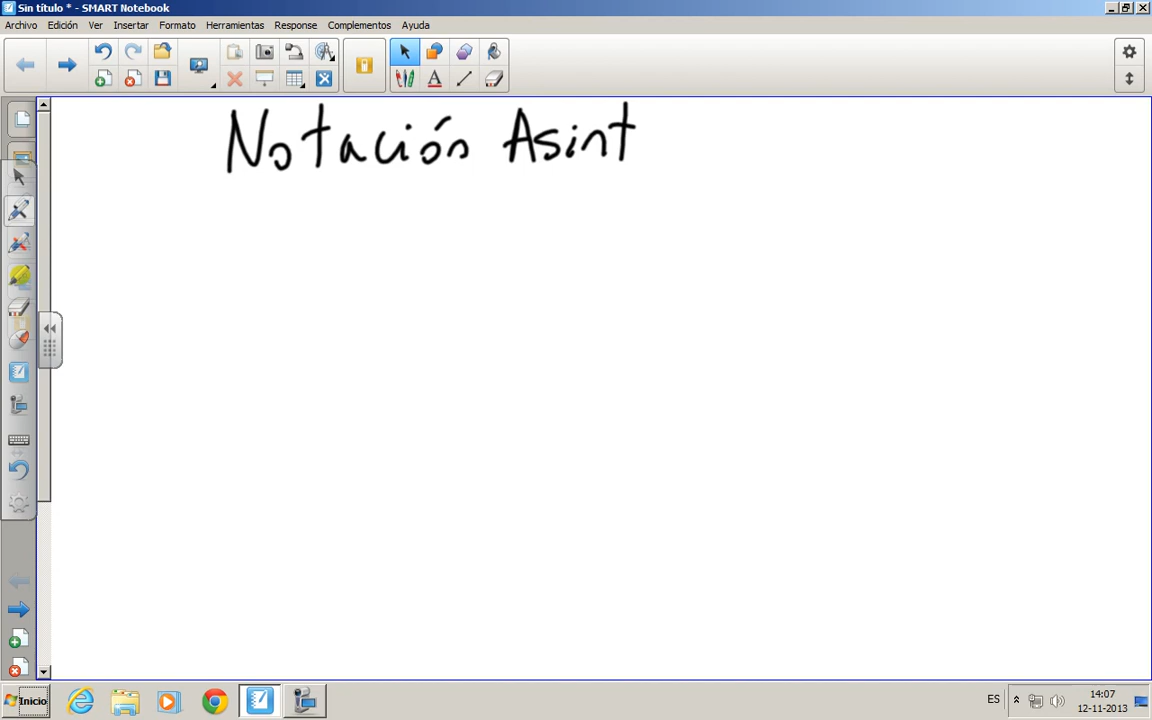 Sin título * - SMART Notebook
Archivo Edición Ver Insertar Formato Herramientas Response Complementos Ayuda
Notación Asint
Inicio
ES
14:07
12-11-2013